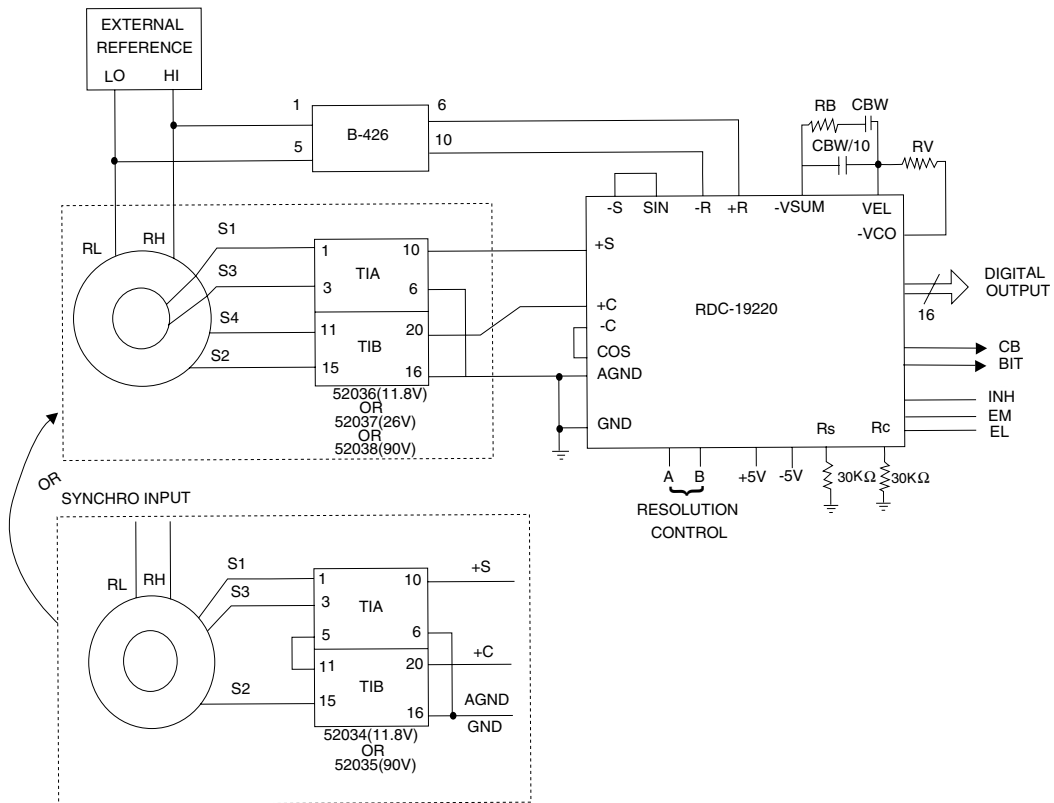 EXTERNAL
REFERENCE
LO HI
1
5
B-426
6
10
RB
CBW
CBW/10
RV
-S SIN -R +R -VSUM VEL
-VCO
+S
+C
-C
COS
AGND
GND
RDC-19220
Rs
Rc
DIGITAL
OUTPUT
16
CB
BIT
INH
EM
EL
A B +5V -5V 30KΩ 30KΩ
RESOLUTION
CONTROL
RL
RH
S1
S3
S4
S2
1
3
TIA
10
6
11
15
TIB
20
16
52036(11.8V)
OR
52037(26V)
OR
52038(90V)
OR
SYNCHRO INPUT
RL
RH
S1
S3
S2
1
3
5
TIA
10
6
11
15
TIB
20
16
+S
+C
AGND
GND
52034(11.8V)
OR
52035(90V)